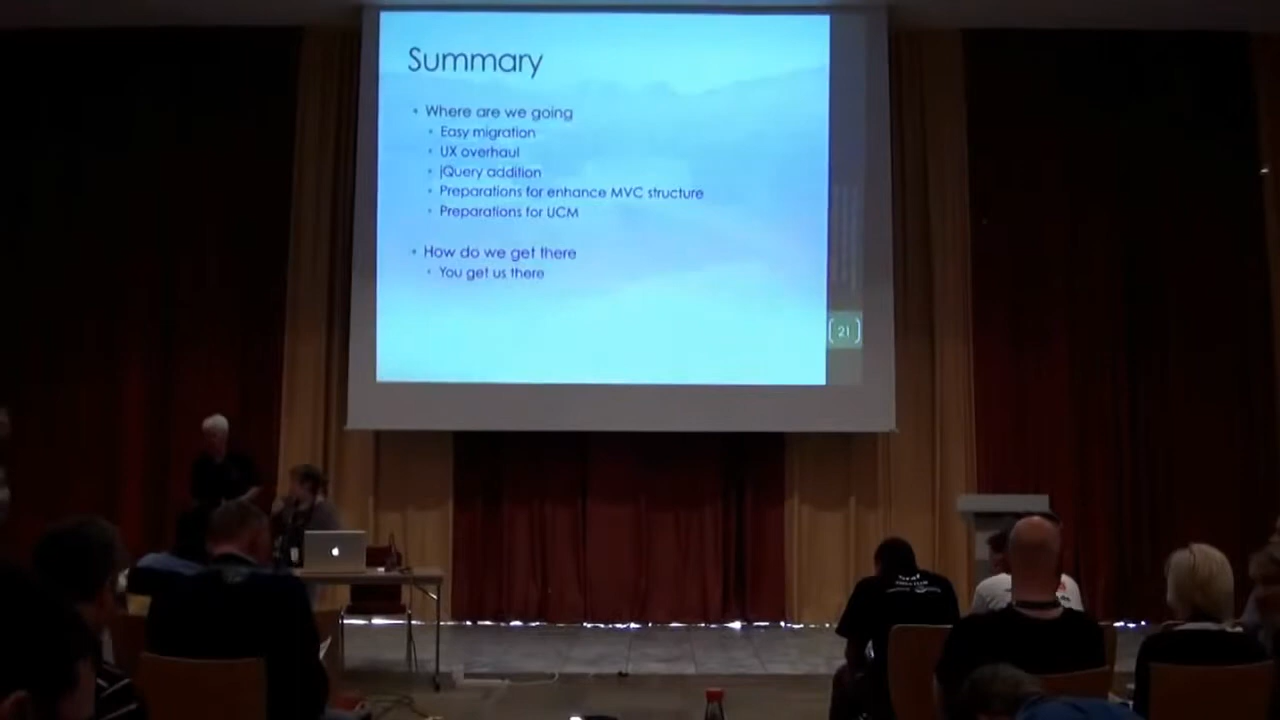 Summary
• Where are we going
• Easy migration
• UX overhaul
• jQuery addition
• Preparations for enhance MVC structure
• Preparations for UCM
• How do we get there
• You get us there
21